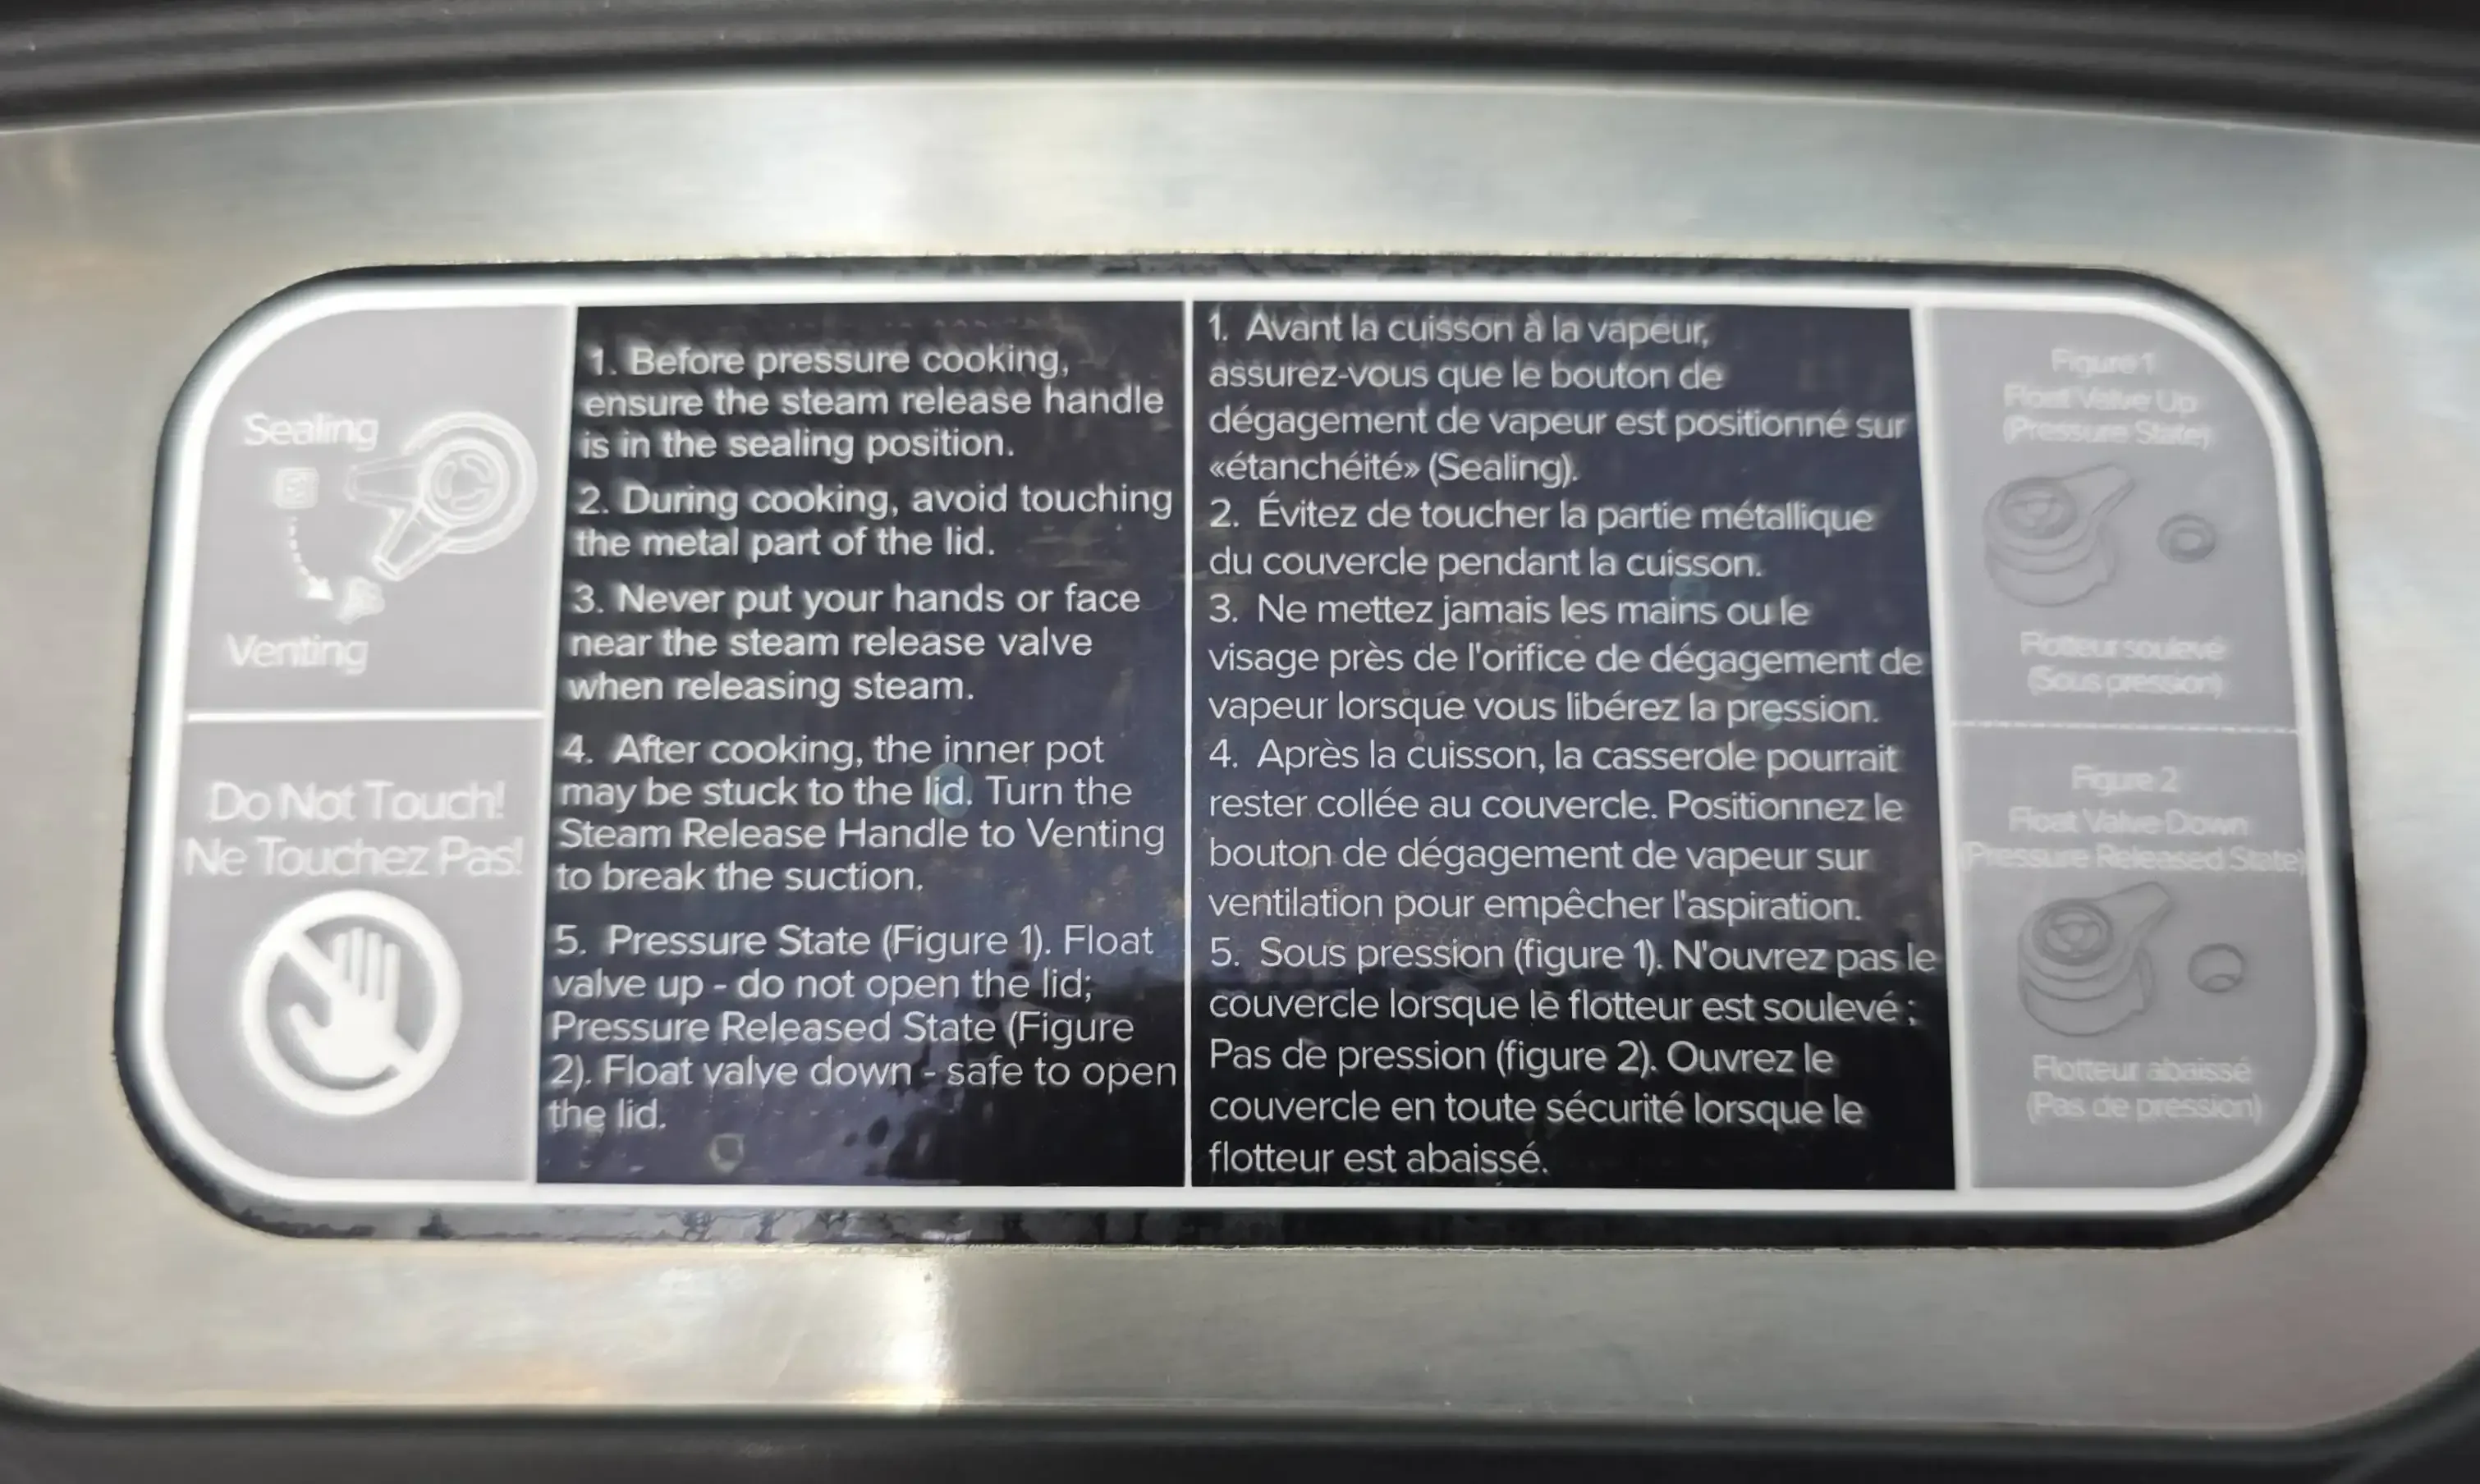 Sealing
Venting
Do Not Touch!
Ne Touchez Pas!
1. Before pressure cooking,
ensure the steam release handle
is in the sealing position.
2. During cooking, avoid touching
the metal part of the lid.
3. Never put your hands or face
near the steam release valve
when releasing steam.
4. After cooking, the inner pot
may be stuck to the lid. Turn the
Steam Release Handle to Venting
to break the suction.
5. Pressure State (Figure 1). Float
valve up - do not open the lid;
Pressure Released State (Figure
2). Float valve down - safe to open
the lid.
1. Avant la cuisson à la vapeur,
assurez-vous que le bouton de
dégagement de vapeur est positionné sur
«étanchéité» (Sealing).
2. Évitez de toucher la partie métallique
du couvercle pendant la cuisson.
3. Ne mettez jamais les mains ou le
visage près de l'orifice de dégagement de
vapeur lorsque vous libérez la pression.
4. Après la cuisson, la casserole pourrait
rester collée au couvercle. Positionnez le
bouton de dégagement de vapeur sur
ventilation pour empêcher l'aspiration.
5. Sous pression (figure 1). N'ouvrez pas le
couvercle lorsque le flotteur est soulevé ;
Pas de pression (figure 2). Ouvrez le
couvercle en toute sécurité lorsque le
flotteur est abaissé.
Figure 1
Float Valve Up
(Pressure State)
Flotteur soulevé
(Sous pression)
Figure 2
Float Valve Down
(Pressure Released State)
Flotteur abaissé
(Pas de pression)